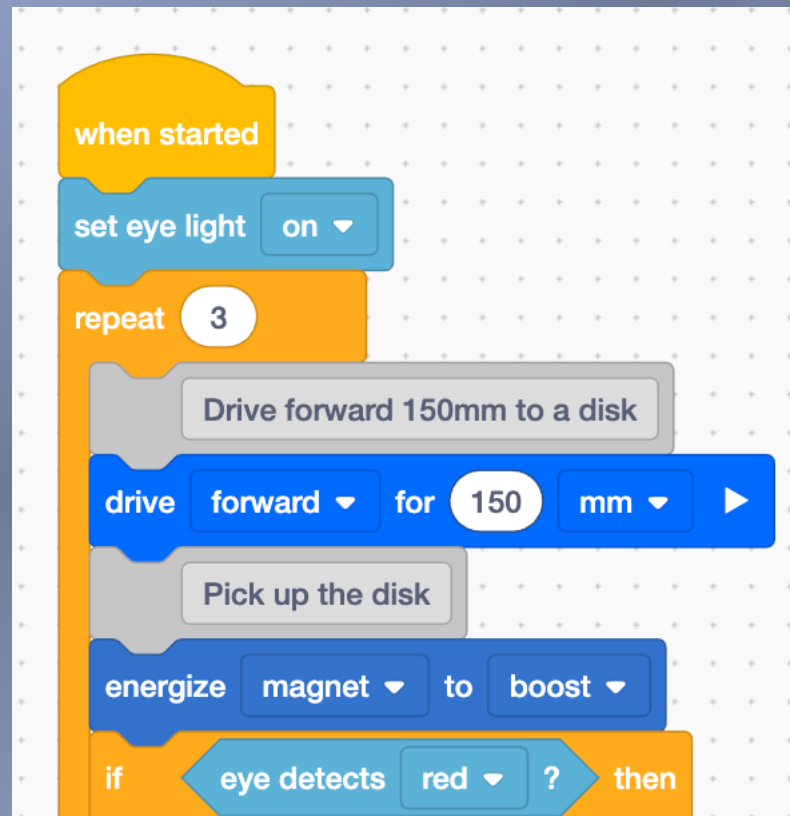 when started
set eye light on
repeat 3
Drive forward 150mm to a disk
drive forward for 150 mm
Pick up the disk
energize magnet to boost
if eye detects red ? then